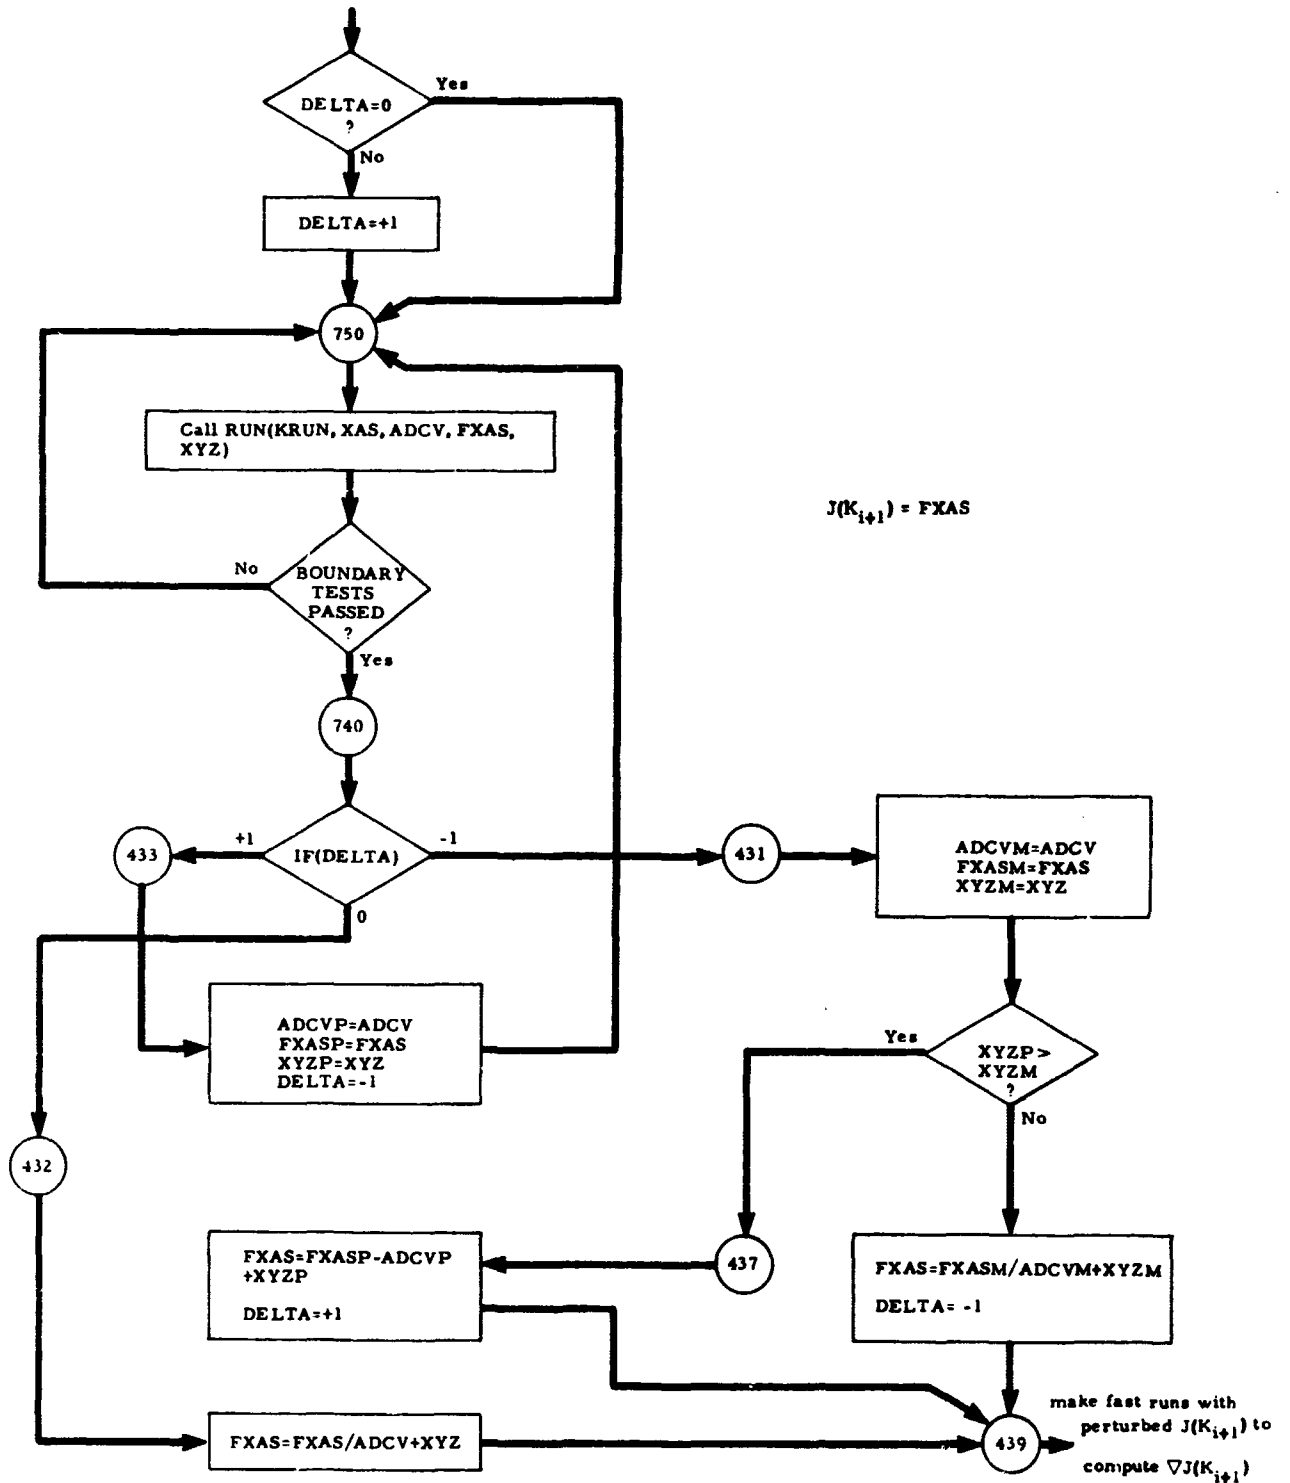 DELTA=0
?
Yes
No
DELTA=+1
750
Call RUN(KRUN, XAS, ADCV, FXAS,
XYZ)
J(K_{i+1}) = FXAS
No
BOUNDARY
TESTS
PASSED
?
Yes
740
433
+1
IF(DELTA)
-1
0
431
ADCVM=ADCV
FXASM=FXAS
XYZM=XYZ
ADCVP=ADCV
FXASP=FXAS
XYZP=XYZ
DELTA=-1
Yes
XYZP>
XYZM
?
No
432
437
FXAS=FXASP-ADCVP
+XYZP
DELTA=+1
FXAS=FXASM/ADCVM+XYZM
DELTA= -1
FXAS=FXAS/ADCV+XYZ
439
make fast runs with
perturbed J(K_{i+1}) to
compute ∇J(K_{i+1})